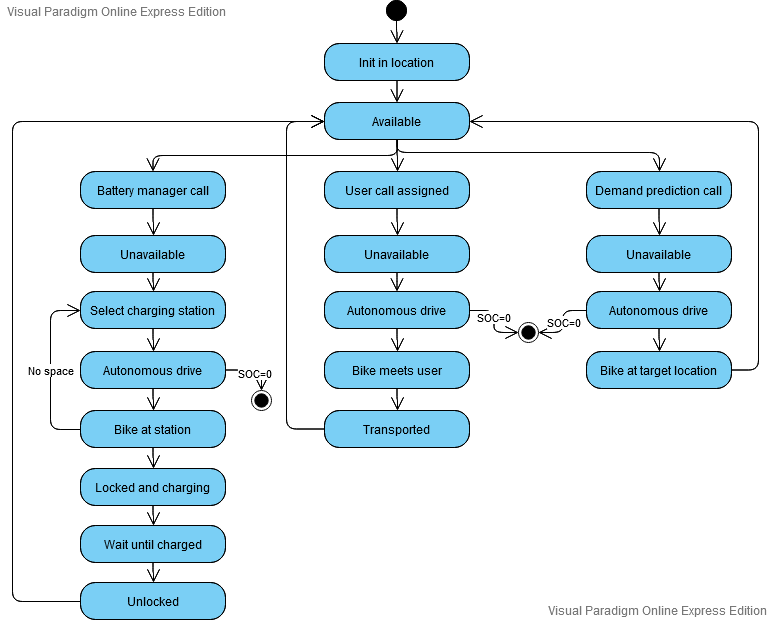 Visual Paradigm Online Express Edition
Init in location
Available
Battery manager call
User call assigned
Demand prediction call
Unavailable
Unavailable
Unavailable
Select charging station
Autonomous drive
Autonomous drive
SOC=0
SOC=0
No space
Autonomous drive
SOC=0
Bike meets user
Bike at target location
Bike at station
Transported
Locked and charging
Wait until charged
Unlocked
Visual Paradigm Online Express Edition